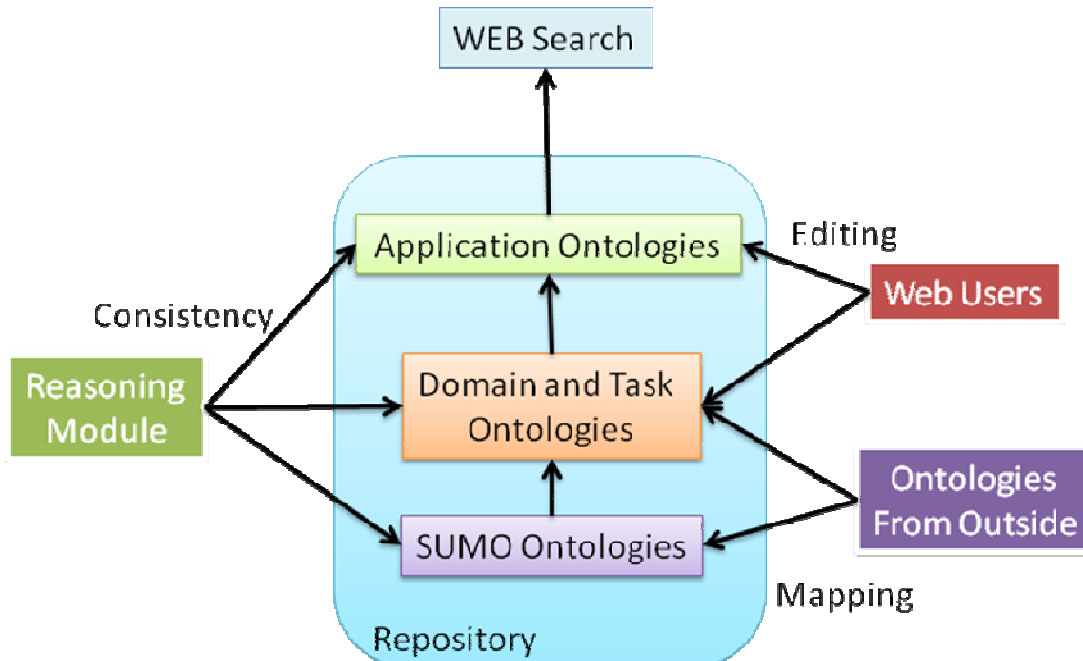 WEB Search
Application Ontologies
Editing
Web Users
Consistency
Reasoning
Module
Domain and Task
Ontologies
Ontologies
From Outside
SUMO Ontologies
Mapping
Repository